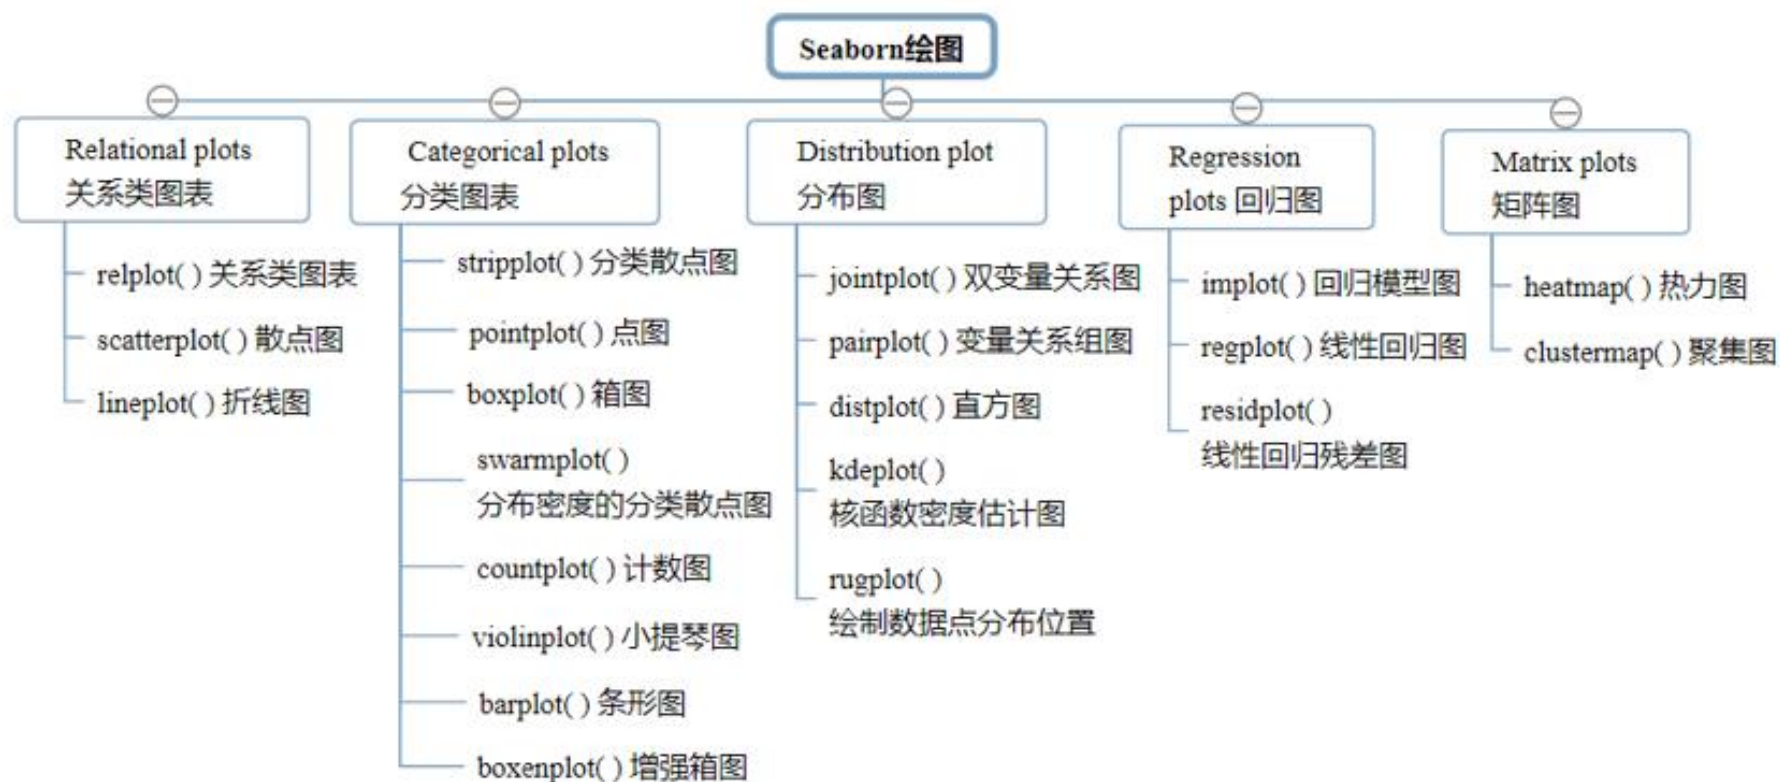 Seaborn绘图
Relational plots
关系类图表
relplot( ) 关系类图表
scatterplot( ) 散点图
lineplot( ) 折线图
Categorical plots
分类图表
stripplot( ) 分类散点图
pointplot( ) 点图
boxplot( ) 箱图
swarmplot( )
分布密度的分类散点图
countplot( ) 计数图
violinplot( ) 小提琴图
barplot( ) 条形图
boxenplot( ) 增强箱图
Distribution plot
分布图
jointplot( ) 双变量关系图
pairplot( ) 变量关系组图
distplot( ) 直方图
kdeplot( )
核函数密度估计图
rugplot( )
绘制数据点分布位置
Regression
plots 回归图
implot( ) 回归模型图
regplot( ) 线性回归图
residplot( )
线性回归残差图
Matrix plots
矩阵图
heatmap( ) 热力图
clustermap( ) 聚集图